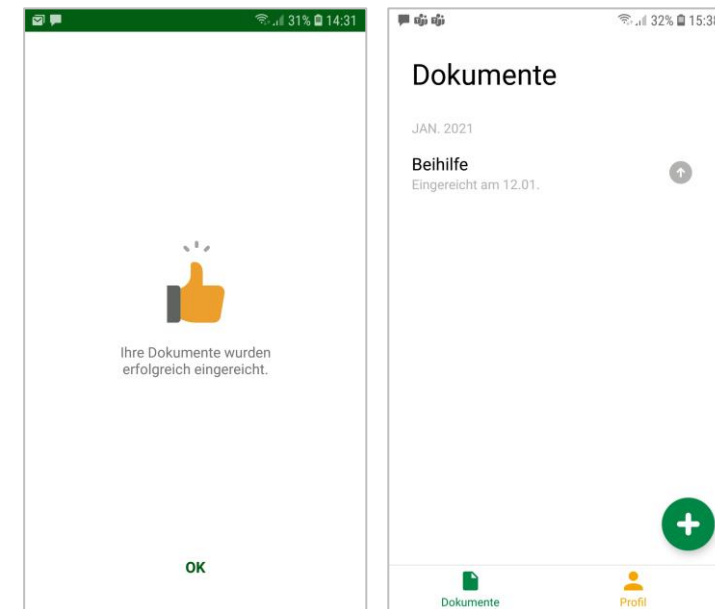 31% 14:31
Ihre Dokumente wurden
erfolgreich eingereicht.
OK
32% 15:38
Dokumente
JAN. 2021
Beihilfe
Eingereicht am 12.01.
Dokumente
Profil